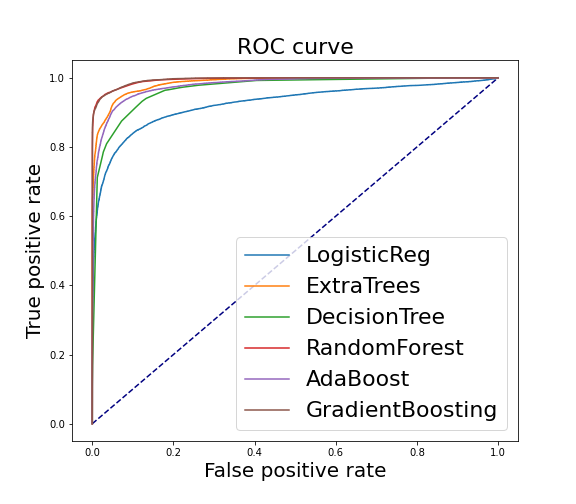 ROC curve
True positive rate
1.0
0.8
0.6
0.4
0.2
0.0
LogisticReg
ExtraTrees
DecisionTree
RandomForest
AdaBoost
GradientBoosting
0.0 0.2 0.4 0.6 0.8 1.0
False positive rate